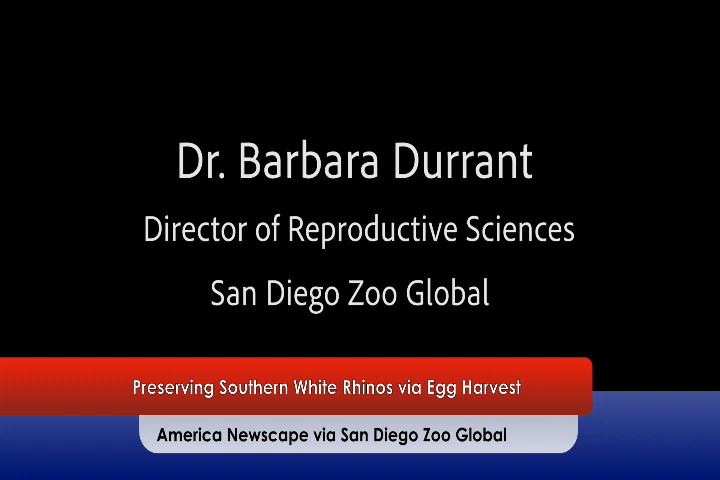 Dr. Barbara Durrant
Director of Reproductive Sciences
San Diego Zoo Global
Preserving Southern White Rhinos via Egg Harvest
America Newscape via San Diego Zoo Global